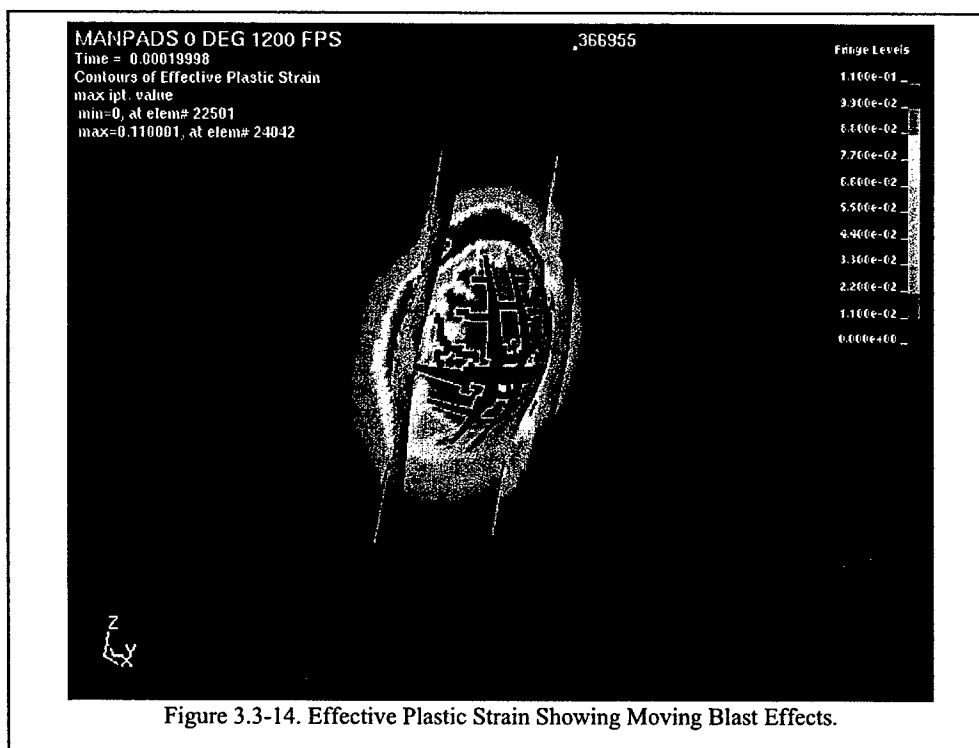 MANPADS 0 DEG 1200 FPS
Time = 0.00019998
Contours of Effective Plastic Strain
max ipt. value
min=0, at elem# 22501
max=0.110001, at elem# 24042
.366955
Fringe Levels
1.100e-01
9.900e-02
8.800e-02
7.700e-02
6.600e-02
5.500e-02
4.400e-02
3.300e-02
2.200e-02
1.100e-02
0.000e+00
Z
Y
X
Figure 3.3-14. Effective Plastic Strain Showing Moving Blast Effects.